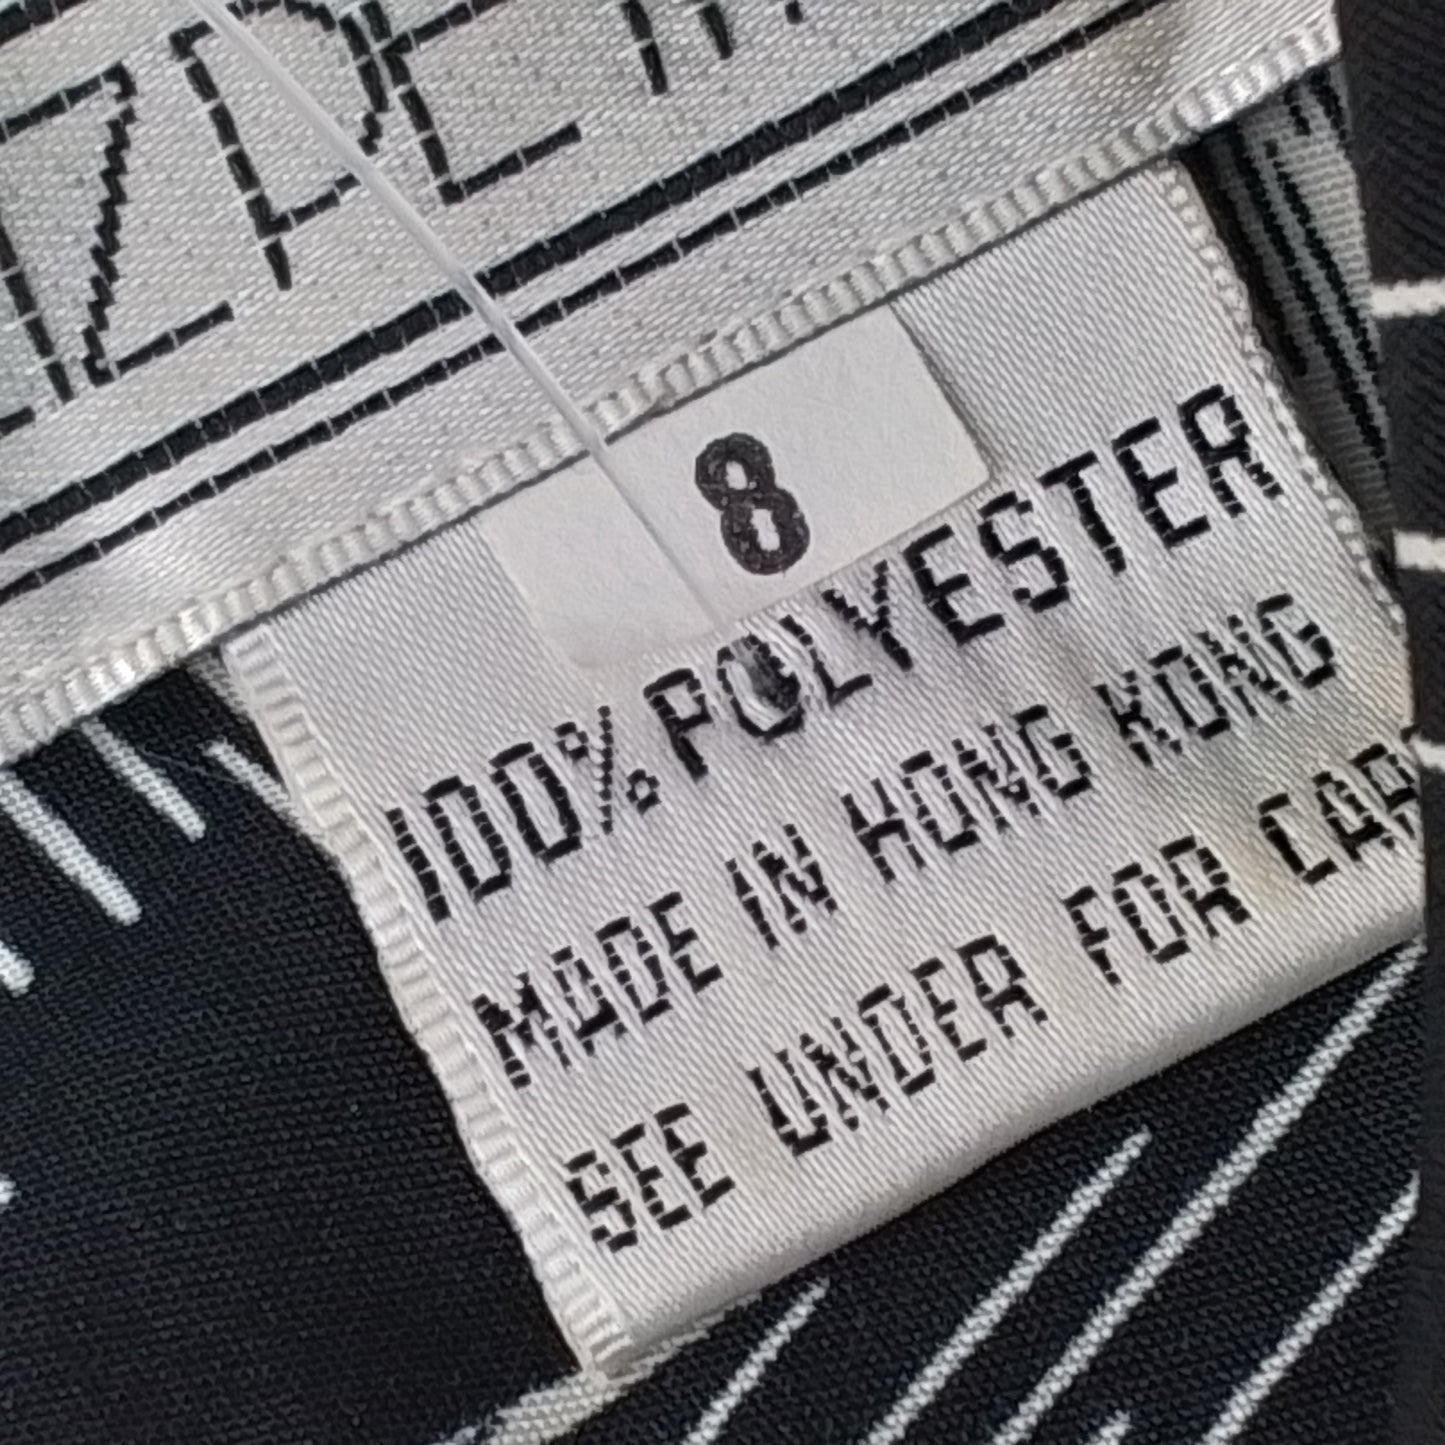 8
100% POLYESTER
MADE IN HONG KONG
SEE UNDER FOR